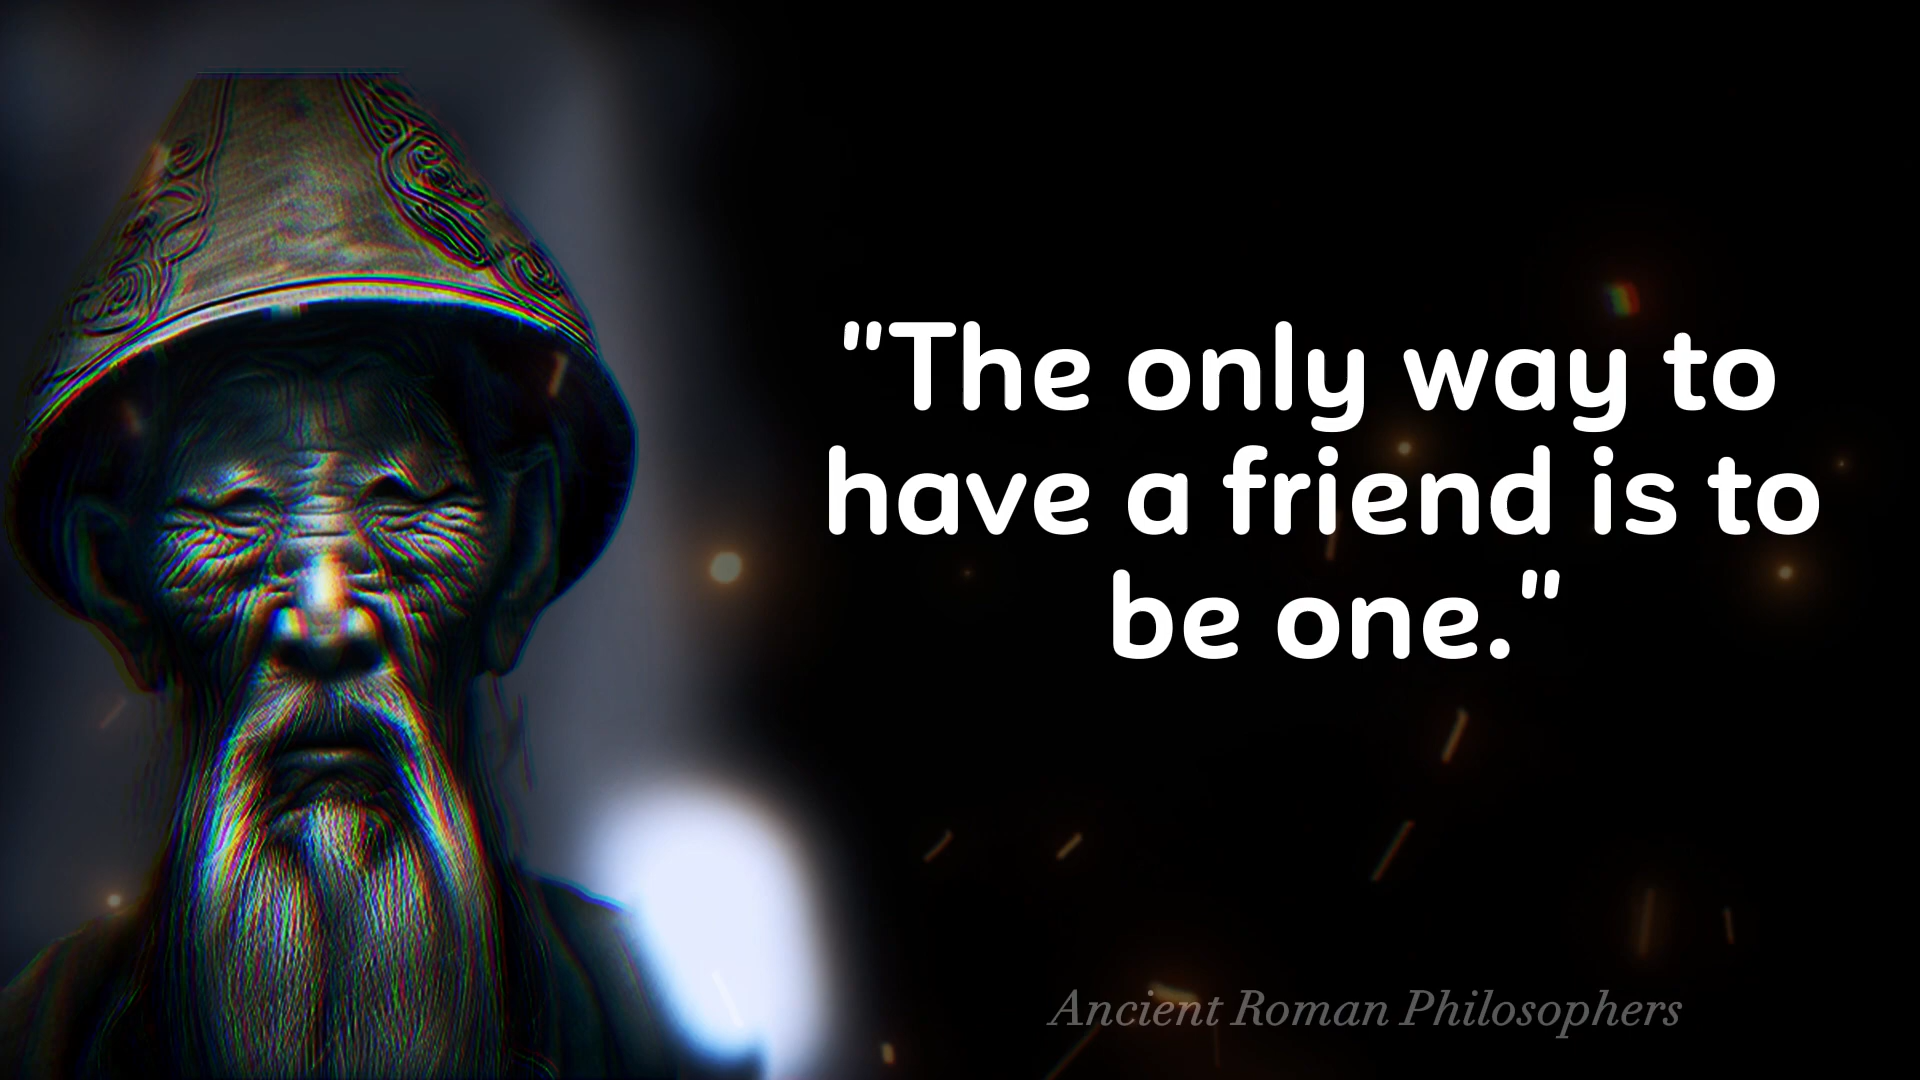 "The only way to
have a friend is to
be one."
Ancient Roman Philosophers